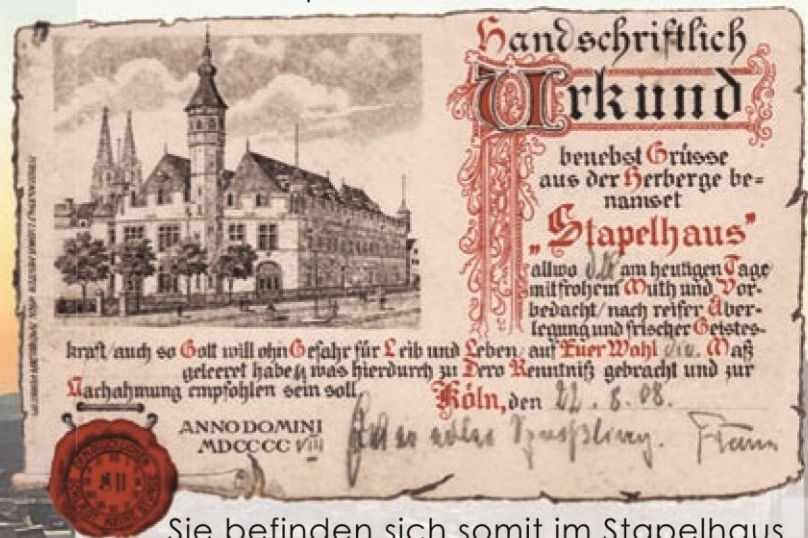 Handschriftlich
Urkund
benebst Grüsse
aus der Herberge be=
namset
„Stapelhaus"
allwo am heutigen Tage
mit frohem Muth und Vor-
bedacht/nach reifer Über-
legung und frischer Geistes-
kraft/auch so Gott will ohn Gefahr für Leib und Leben/auf Euer Wohl Maß
geleeret habe was hierdurch zu Dero Kenntniß gebracht und zur
Nachahmung empfohlen sein soll.
Köln, den 22. 8. 08.
ANNO DOMINI
MDCCCC VIII
Sie befinden sich somit im Stapelhaus